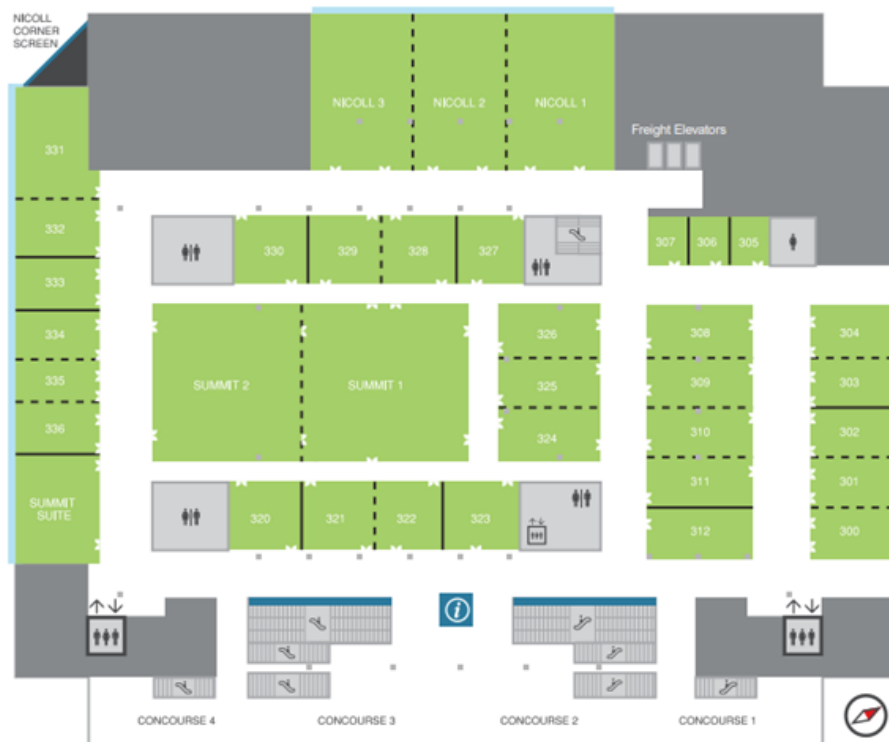 NICOLL
CORNER
SCREEN
NICOLL 3
NICOLL 2
NICOLL 1
Freight Elevators
331
332
333
334
335
336
SUMMIT
SUITE
330
329
328
327
307
306
305
SUMMIT 2
SUMMIT 1
326
325
324
308
309
310
311
312
304
303
302
301
300
320
321
322
323
i
CONCOURSE 4
CONCOURSE 3
CONCOURSE 2
CONCOURSE 1